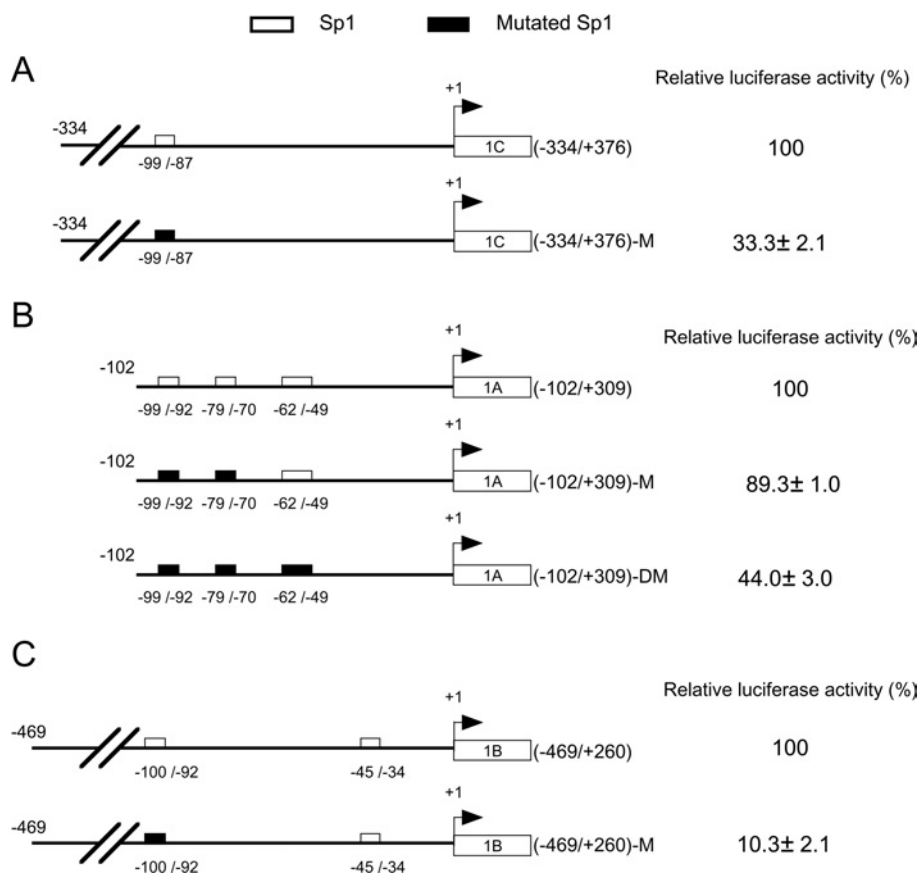 Sp1 Mutated Sp1
A
Relative luciferase activity (%)
+1
-334
1C (-334/+376) 100
-99 /-87
+1
-334
1C (-334/+376)-M 33.3± 2.1
-99 /-87
B
Relative luciferase activity (%)
+1
-102
1A (-102/+309) 100
-99 /-92 -79 /-70 -62 /-49
+1
-102
1A (-102/+309)-M 89.3± 1.0
-99 /-92 -79 /-70 -62 /-49
+1
-102
1A (-102/+309)-DM 44.0± 3.0
-99 /-92 -79 /-70 -62 /-49
C
Relative luciferase activity (%)
+1
-469
1B (-469/+260) 100
-100 /-92 -45 /-34
+1
-469
1B (-469/+260)-M 10.3± 2.1
-100 /-92 -45 /-34